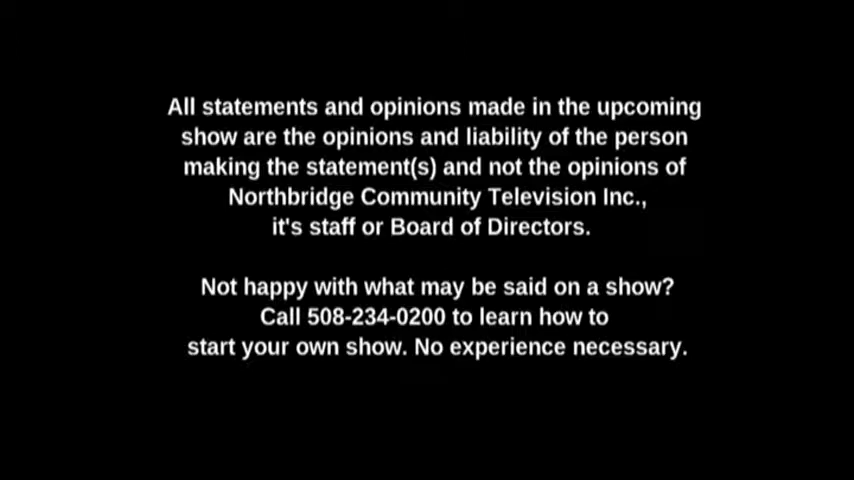 All statements and opinions made in the upcoming
show are the opinions and liability of the person
making the statement(s) and not the opinions of
Northbridge Community Television Inc.,
it's staff or Board of Directors.
Not happy with what may be said on a show?
Call 508-234-0200 to learn how to
start your own show. No experience necessary.